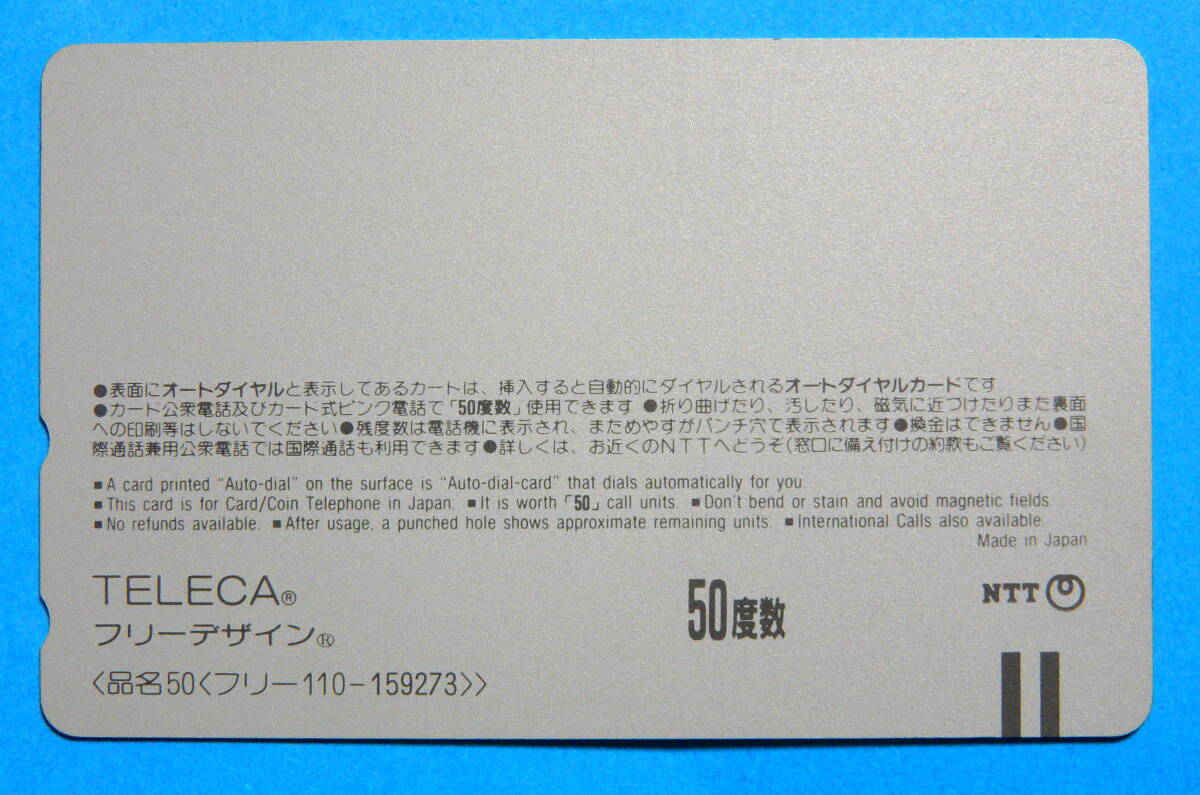 ●表面にオートダイヤルと表示してあるカードは、挿入すると自動的にダイヤルされるオートダイヤルカードです
●カード公衆電話及びカード式ピンク電話で「50度数」使用できます ●折り曲げたり、汚したり、磁気に近づけたりまた裏面
への印刷等はしないでください●残度数は電話機に表示され、まためやすがパンチ穴で表示されます●換金はできません●国
際通話兼用公衆電話では国際通話も利用できます●詳しくは、お近くのNTTへどうぞ(窓口に備え付けの約款もご覧ください)
■A card printed “Auto-dial” on the surface is “Auto-dial-card” that dials automatically for you.
■This card is for Card/Coin Telephone in Japan. ■It is worth「50」call units. ■Don't bend or stain and avoid magnetic fields.
■No refunds available. ■After usage, a punched hole shows approximate remaining units. ■International Calls also available.
Made in Japan
TELECA®
フリーデザイン®
50度数
NTT
〈品名50〈フリー110-159273〉〉